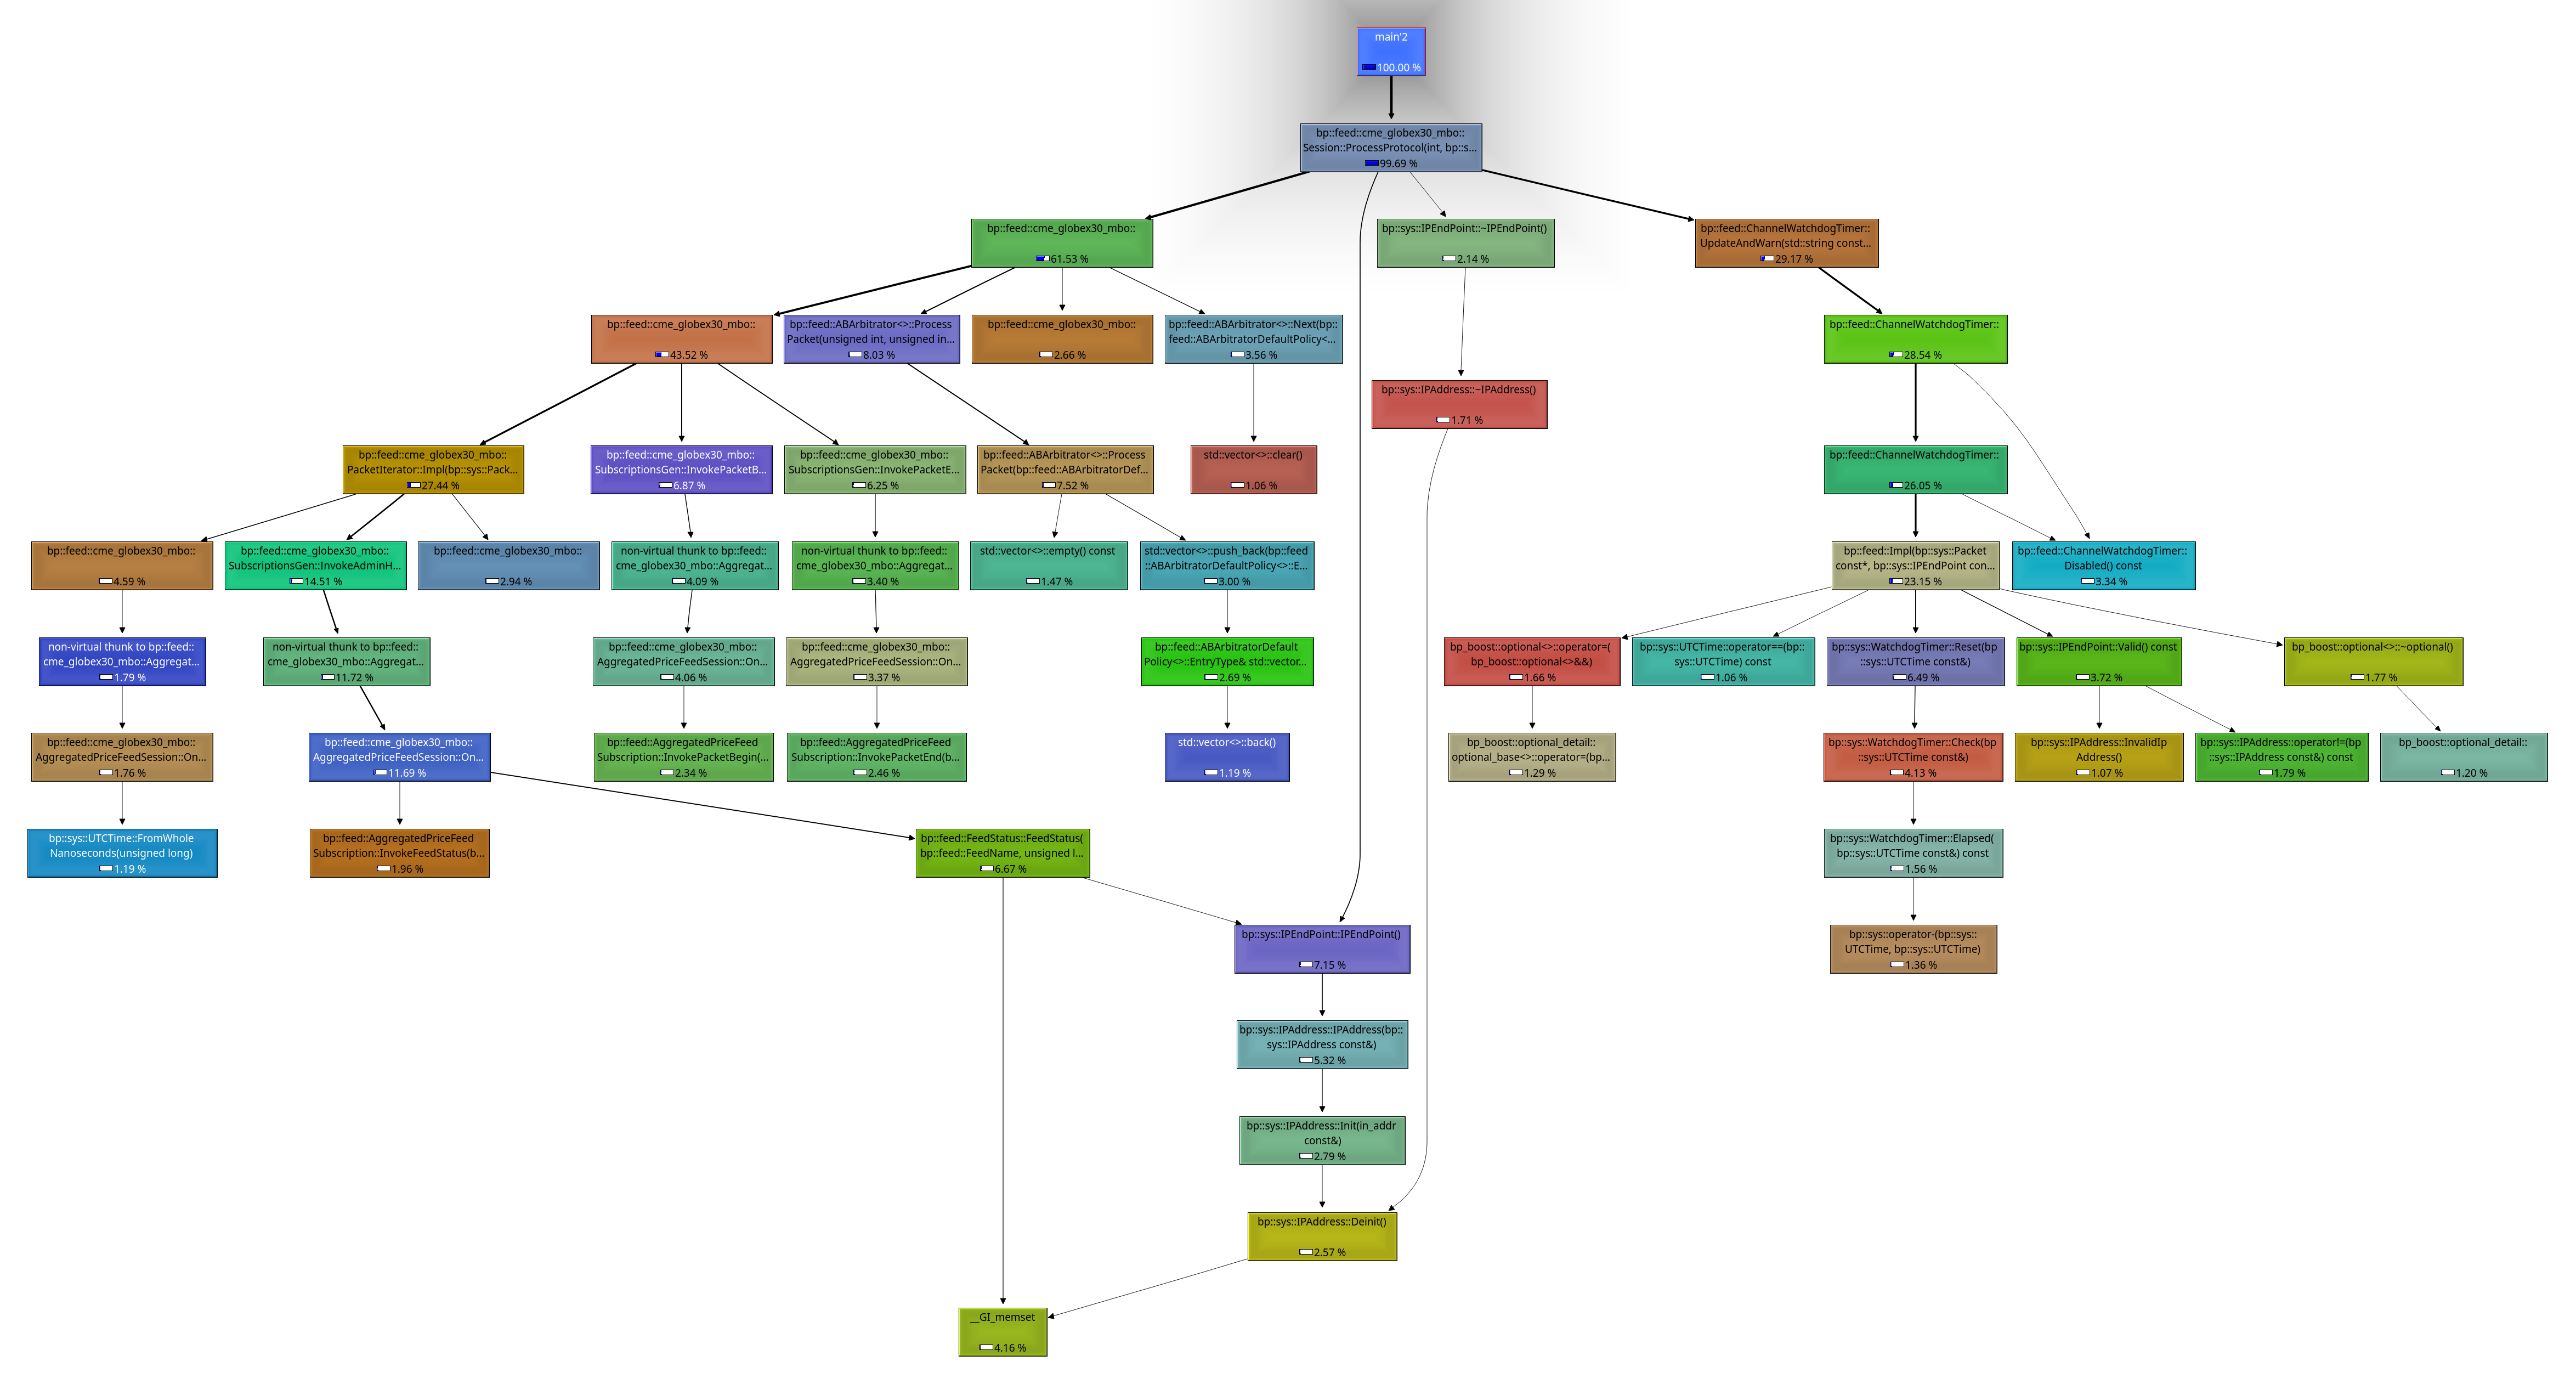 main'2
100.00 %
bp::feed::cme_globex30_mbo::
Session::ProcessProtocol(int, bp::s...
99.69 %
bp::feed::cme_globex30_mbo::
61.53 %
bp::sys::IPEndPoint::~IPEndPoint()
2.14 %
bp::feed::ChannelWatchdogTimer::
UpdateAndWarn(std::string const...
29.17 %
bp::feed::cme_globex30_mbo::
43.52 %
bp::feed::ABArbitrator<>::Process
Packet(unsigned int, unsigned in...
8.03 %
bp::feed::cme_globex30_mbo::
2.66 %
bp::feed::ABArbitrator<>::Next(bp::
feed::ABArbitratorDefaultPolicy<...
3.56 %
bp::feed::ChannelWatchdogTimer::
28.54 %
bp::sys::IPAddress::~IPAddress()
1.71 %
bp::feed::cme_globex30_mbo::
PacketIterator::Impl(bp::sys::Pack...
27.44 %
bp::feed::cme_globex30_mbo::
SubscriptionsGen::InvokePacketB...
6.87 %
bp::feed::cme_globex30_mbo::
SubscriptionsGen::InvokePacketE...
6.25 %
bp::feed::ABArbitrator<>::Process
Packet(bp::feed::ABArbitratorDef...
7.52 %
std::vector<>::clear()
1.06 %
bp::feed::ChannelWatchdogTimer::
26.05 %
bp::feed::cme_globex30_mbo::
4.59 %
bp::feed::cme_globex30_mbo::
SubscriptionsGen::InvokeAdminH...
14.51 %
bp::feed::cme_globex30_mbo::
2.94 %
non-virtual thunk to bp::feed::
cme_globex30_mbo::Aggregat...
4.09 %
non-virtual thunk to bp::feed::
cme_globex30_mbo::Aggregat...
3.40 %
std::vector<>::empty() const
1.47 %
std::vector<>::push_back(bp::feed
::ABArbitratorDefaultPolicy<>::E...
3.00 %
bp::feed::Impl(bp::sys::Packet
const*, bp::sys::IPEndPoint con...
23.15 %
bp::feed::ChannelWatchdogTimer::
Disabled() const
3.34 %
non-virtual thunk to bp::feed::
cme_globex30_mbo::Aggregat...
1.79 %
non-virtual thunk to bp::feed::
cme_globex30_mbo::Aggregat...
11.72 %
bp::feed::cme_globex30_mbo::
AggregatedPriceFeedSession::On...
4.06 %
bp::feed::cme_globex30_mbo::
AggregatedPriceFeedSession::On...
3.37 %
bp::feed::ABArbitratorDefault
Policy<>::EntryType& std::vector...
2.69 %
bp_boost::optional<>::operator=(
bp_boost::optional<>&&)
1.66 %
bp::sys::UTCTime::operator==(bp::
sys::UTCTime) const
1.06 %
bp::sys::WatchdogTimer::Reset(bp
::sys::UTCTime const&)
6.49 %
bp::sys::IPEndPoint::Valid() const
3.72 %
bp_boost::optional<>::~optional()
1.77 %
bp::feed::cme_globex30_mbo::
AggregatedPriceFeedSession::On...
1.76 %
bp::feed::cme_globex30_mbo::
AggregatedPriceFeedSession::On...
11.69 %
bp::feed::AggregatedPriceFeed
Subscription::InvokePacketBegin(...
2.34 %
bp::feed::AggregatedPriceFeed
Subscription::InvokePacketEnd(b...
2.46 %
std::vector<>::back()
1.19 %
bp_boost::optional_detail::
optional_base<>::operator=(bp...
1.29 %
bp::sys::WatchdogTimer::Check(bp
::sys::UTCTime const&)
4.13 %
bp::sys::IPAddress::InvalidIp
Address()
1.07 %
bp::sys::IPAddress::operator!=(bp
::sys::IPAddress const&) const
1.79 %
bp_boost::optional_detail::
1.20 %
bp::sys::UTCTime::FromWhole
Nanoseconds(unsigned long)
1.19 %
bp::feed::AggregatedPriceFeed
Subscription::InvokeFeedStatus(b...
1.96 %
bp::feed::FeedStatus::FeedStatus(
bp::feed::FeedName, unsigned l...
6.67 %
bp::sys::WatchdogTimer::Elapsed(
bp::sys::UTCTime const&) const
1.56 %
bp::sys::IPEndPoint::IPEndPoint()
7.15 %
bp::sys::operator-(bp::sys::
UTCTime, bp::sys::UTCTime)
1.36 %
bp::sys::IPAddress::IPAddress(bp::
sys::IPAddress const&)
5.32 %
bp::sys::IPAddress::Init(in_addr
const&)
2.79 %
bp::sys::IPAddress::Deinit()
2.57 %
__GI_memset
4.16 %